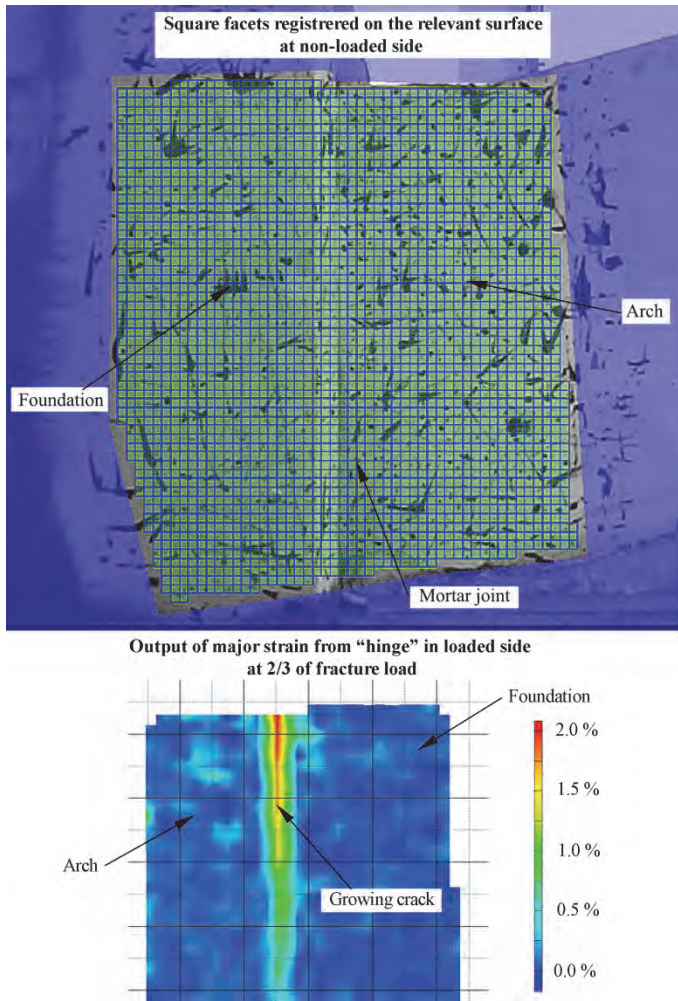 Square facets registrered on the relevant surface
at non-loaded side
Arch
Foundation
Mortar joint
Output of major strain from “hinge” in loaded side
at 2/3 of fracture load
Foundation
2.0 %
1.5 %
Arch
1.0 %
Growing crack
0.5 %
0.0 %